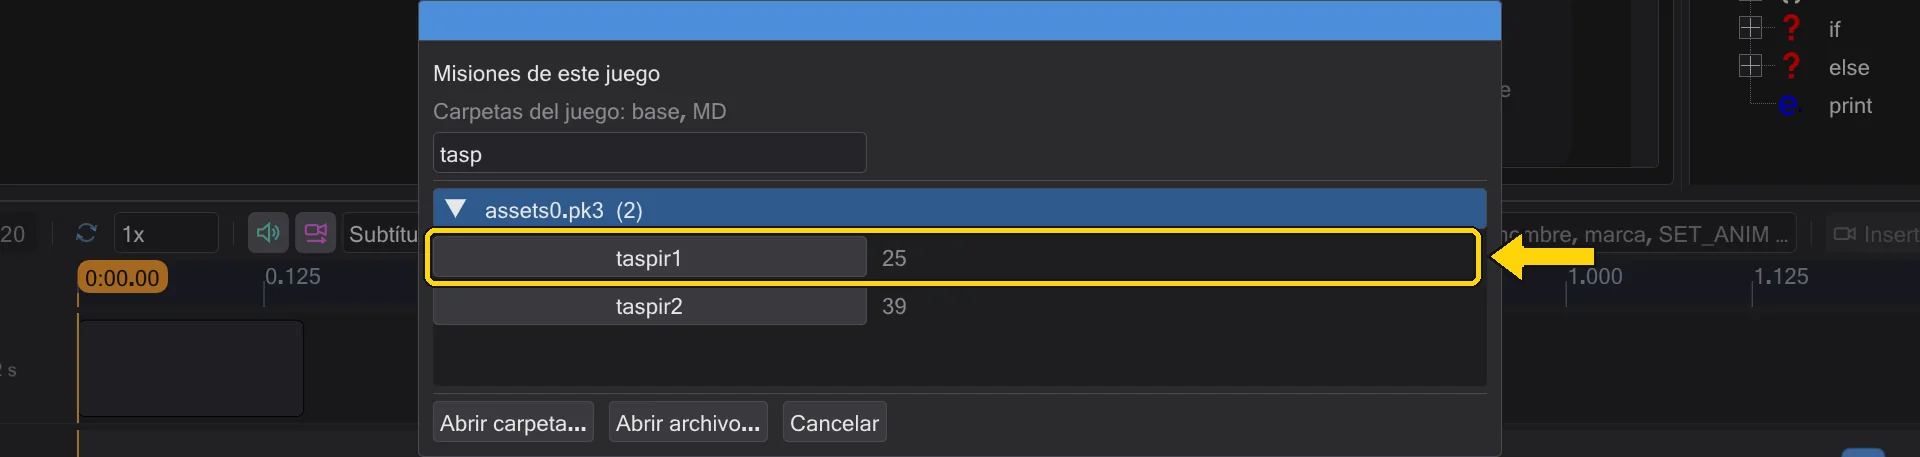 if
else
print
Misiones de este juego
Carpetas del juego: base, MD
tasp
assets0.pk3 (2)
taspir1 25
taspir2 39
Abrir carpeta... Abrir archivo... Cancelar
20 1x Subtítu
nombre, marca, SET_ANIM ... Insert
0:00.00 0.125 1.000 1.125
s